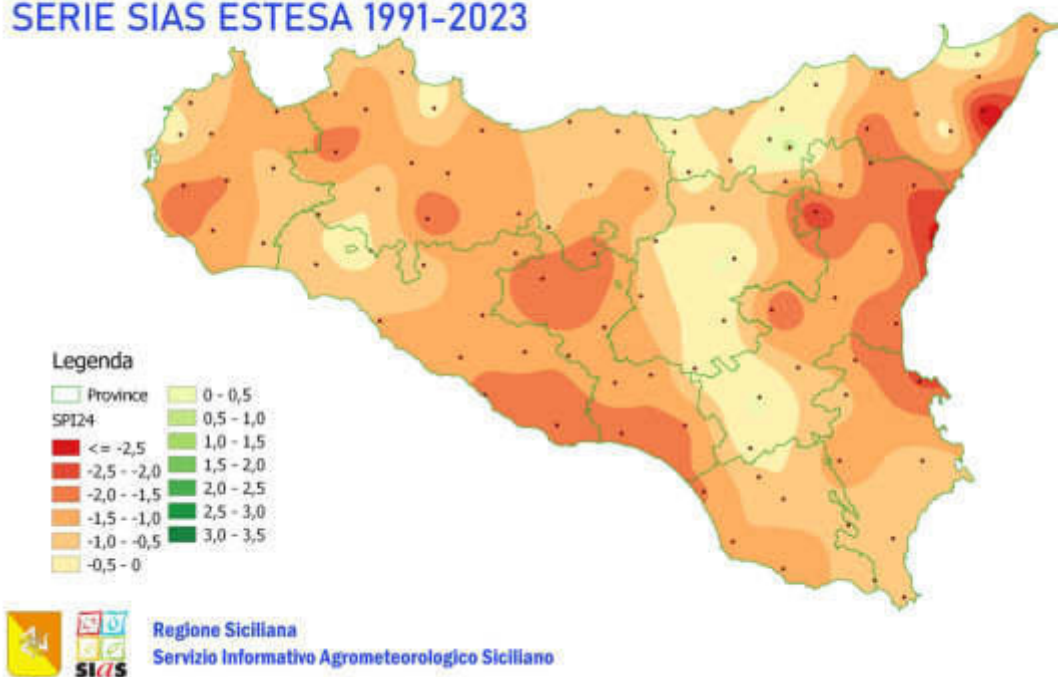 SERIE SIAS ESTESA 1991-2023
Legenda
Province
SPI24
<= -2,5
-2,5 - -2,0
-2,0 - -1,5
-1,5 - -1,0
-1,0 - -0,5
-0,5 - 0
0 - 0,5
0,5 - 1,0
1,0 - 1,5
1,5 - 2,0
2,0 - 2,5
2,5 - 3,0
3,0 - 3,5
SIAS
Regione Siciliana
Servizio Informativo Agrometeorologico Siciliano